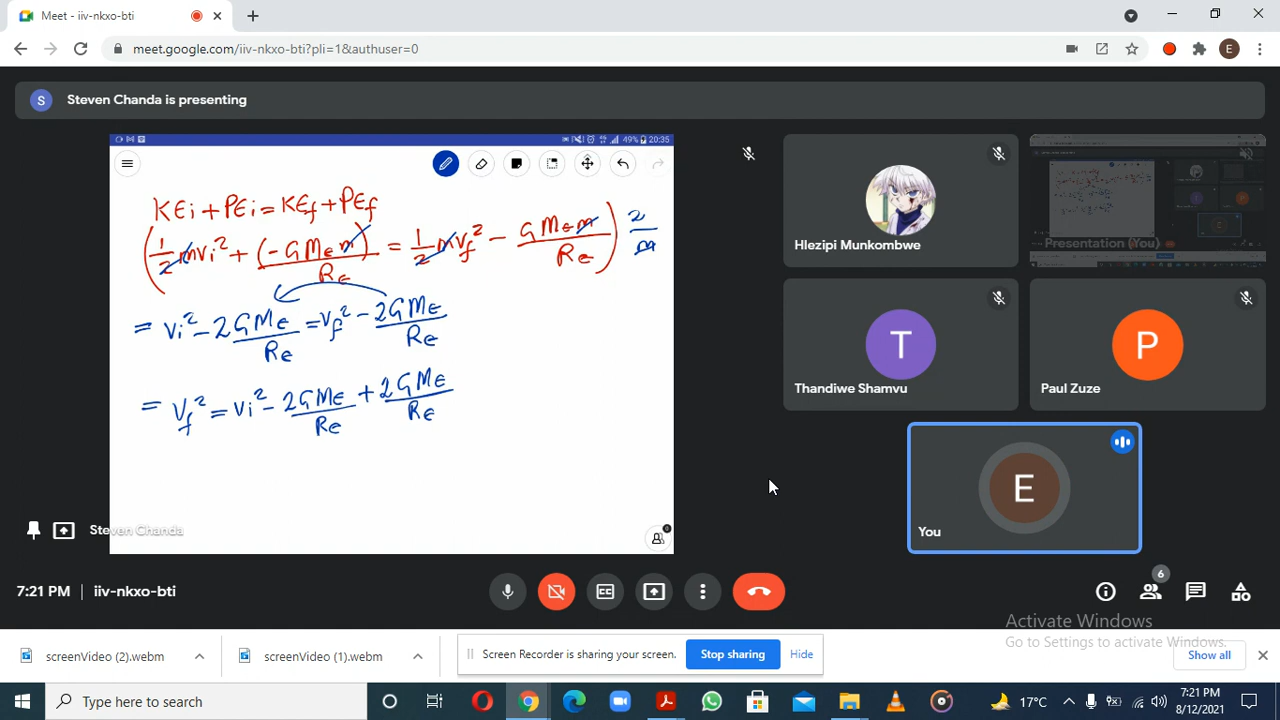 Meet - iiv-nkxo-bti
meet.google.com/iiv-nkxo-bti?pli=1&authuser=0
E
S Steven Chanda is presenting
49% 20:35
KEi + PEi = KEf + PEf
(1/2 mvi² + (-GMEm)/RE = 1/2 mvf² - GMEm/RE) 2/m
= vi² - 2GME/RE = vf² - 2GME/RE
= vf² = vi² - 2GME/RE + 2GME/RE
0
Steven Chanda
Hlezipi Munkombwe
Presentation (You)
T
Thandiwe Shamvu
P
Paul Zuze
E
You
7:21 PM | iiv-nkxo-bti
6
Activate Windows
Go to Settings to activate Windows.
screenVideo (2).webm
screenVideo (1).webm
Screen Recorder is sharing your screen.
Stop sharing
Hide
Show all
Type here to search
17°C
7:21 PM
8/12/2021